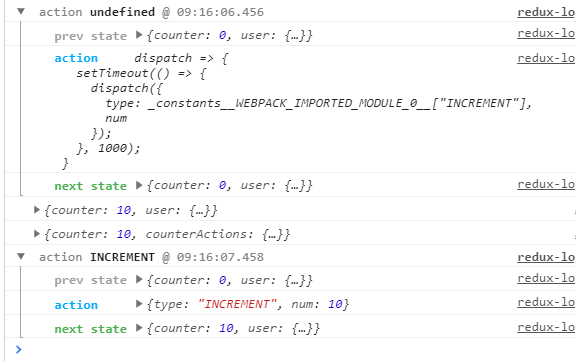 ▼ action undefined @ 09:16:06.456 redux-lo
prev state ▶{counter: 0, user: {…}} redux-lo
action dispatch => { redux-lo
setTimeout(() => {
dispatch({
type: _constants__WEBPACK_IMPORTED_MODULE_0__["INCREMENT"],
num
});
}, 1000);
}
next state ▶{counter: 0, user: {…}} redux-lo
▶{counter: 10, user: {…}}
▶{counter: 10, counterActions: {…}}
▼ action INCREMENT @ 09:16:07.458 redux-lo
prev state ▶{counter: 0, user: {…}} redux-lo
action ▶{type: "INCREMENT", num: 10} redux-lo
next state ▶{counter: 10, user: {…}} redux-lo
>